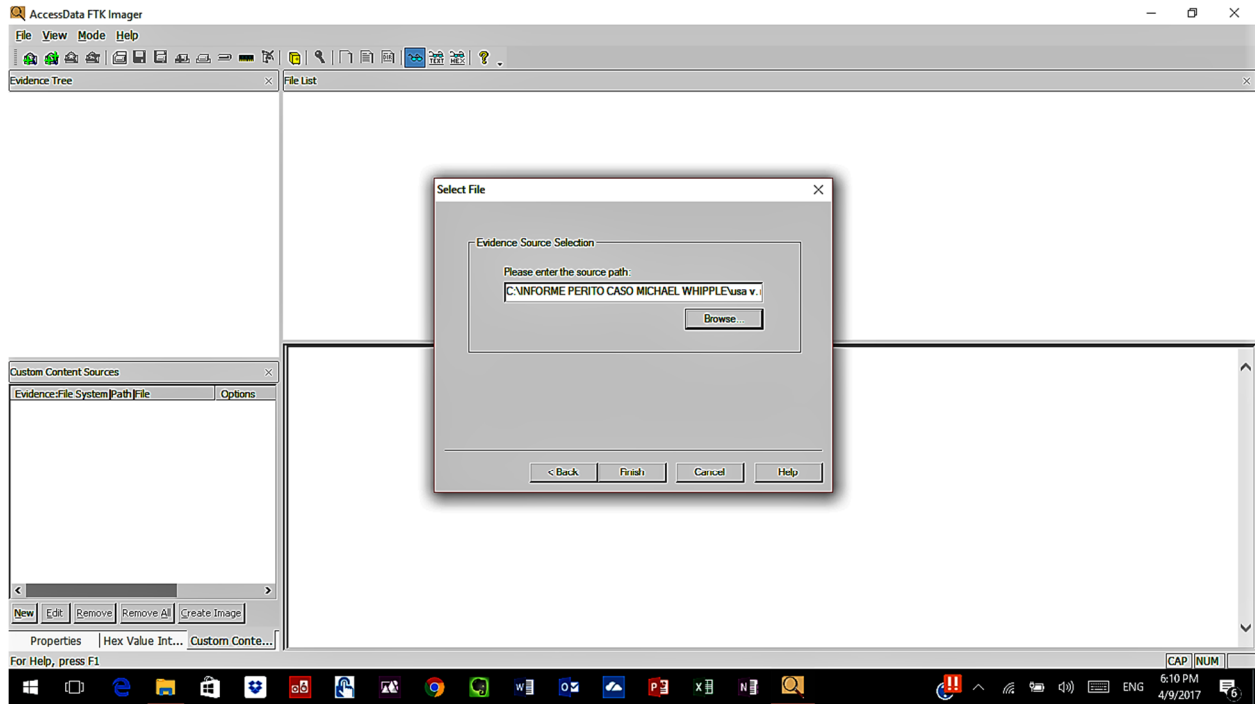 AccessData FTK Imager
File View Mode Help
Evidence Tree
File List
Select File
Evidence Source Selection
Please enter the source path:
C:\INFORME PERITO CASO MICHAEL WHIPPLE\usa v.
Browse...
Custom Content Sources
Evidence:File System|Path|File Options
< Back Finish Cancel Help
New Edit Remove Remove All Create Image
Properties Hex Value Int... Custom Conte...
For Help, press F1
CAP NUM
ENG
6:10 PM
4/9/2017
6